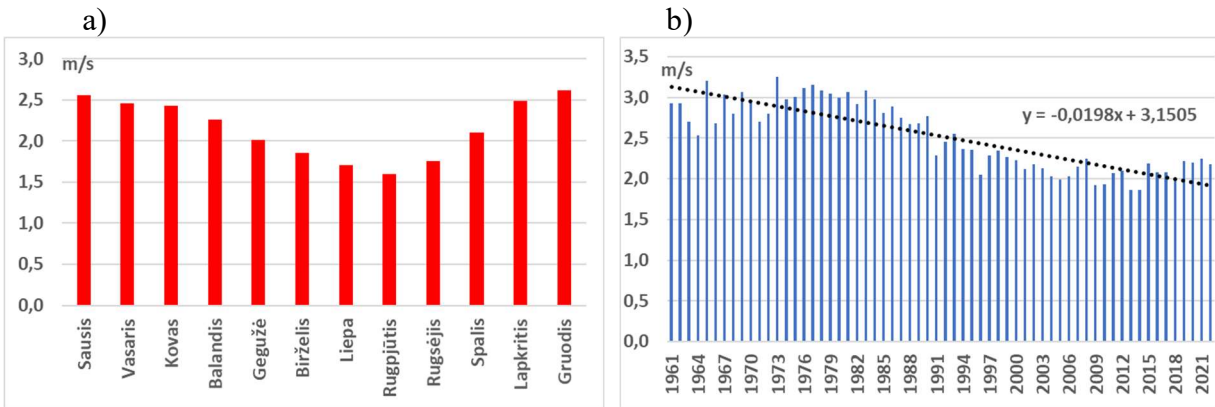 a)
m/s
3,0
2,5
2,0
1,5
1,0
0,5
0,0
Sausis
Vasaris
Kovas
Balandis
Gegužė
Birželis
Liepa
Rugpjūtis
Rugsėjis
Spalis
Lapkritis
Gruodis
b)
m/s
3,5
3,0
2,5
2,0
1,5
1,0
0,5
0,0
y = -0,0198x + 3,1505
1961
1964
1967
1970
1973
1976
1979
1982
1985
1988
1991
1994
1997
2000
2003
2006
2009
2012
2015
2018
2021